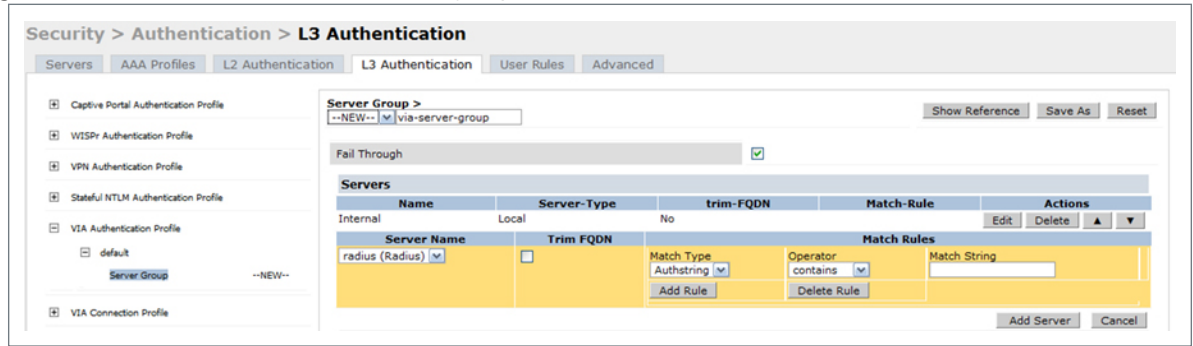 Security > Authentication > L3 Authentication
Servers AAA Profiles L2 Authentication L3 Authentication User Rules Advanced
Captive Portal Authentication Profile
WISPr Authentication Profile
VPN Authentication Profile
Stateful NTLM Authentication Profile
VIA Authentication Profile
default
Server Group --NEW--
VIA Connection Profile
Server Group >
--NEW-- via-server-group
Show Reference Save As Reset
Fail Through
Servers
Name Server-Type trim-FQDN Match-Rule Actions
Internal Local No Edit Delete ▲ ▼
Server Name Trim FQDN Match Rules
radius (Radius) Match Type Operator Match String
Authstring contains
Add Rule Delete Rule
Add Server Cancel